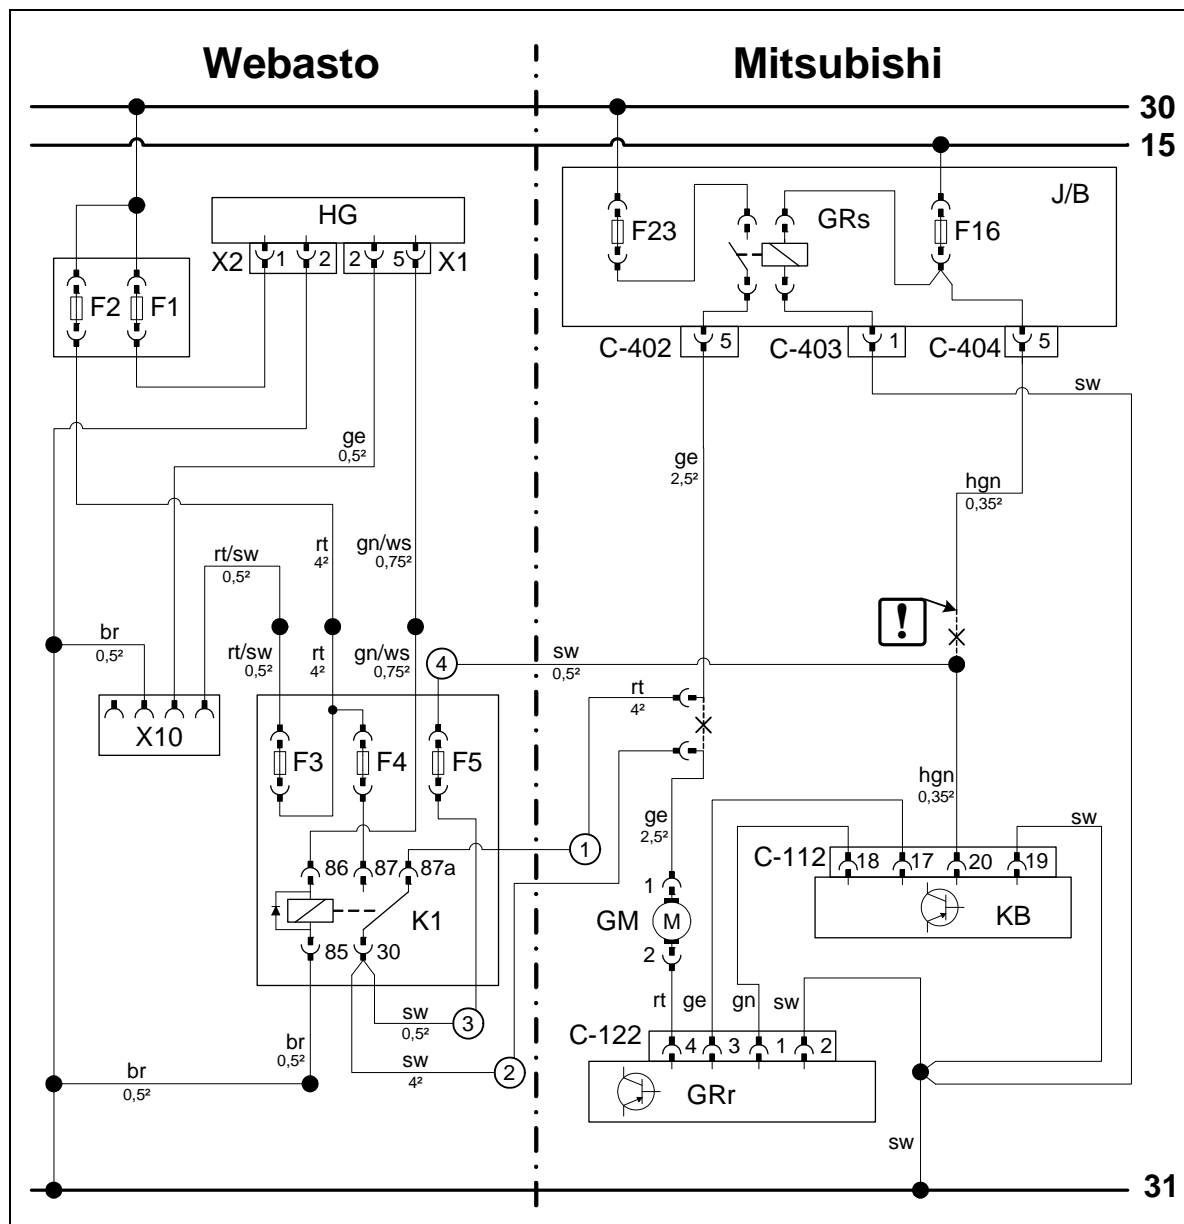 Webasto
Mitsubishi
30
15
HG
X2
1
2
2
5
X1
F2
F1
J/B
F23
GRs
F16
C-402
5
C-403
1
C-404
5
sw
ge
0,5²
ge
2,5²
hgn
0,35²
rt/sw
0,5²
rt
4²
gn/ws
0,75²
!
br
0,5²
rt/sw
0,5²
rt
4²
gn/ws
0,75²
4
sw
0,5²
rt
4²
X10
F3
F4
F5
hgn
0,35²
ge
2,5²
sw
1
C-112
18
17
20
19
86
87
87a
1
K1
GM
M
KB
85
30
2
rt
ge
gn
sw
sw
0,5²
3
br
0,5²
C-122
4
3
1
2
sw
4²
2
br
0,5²
GRr
sw
31